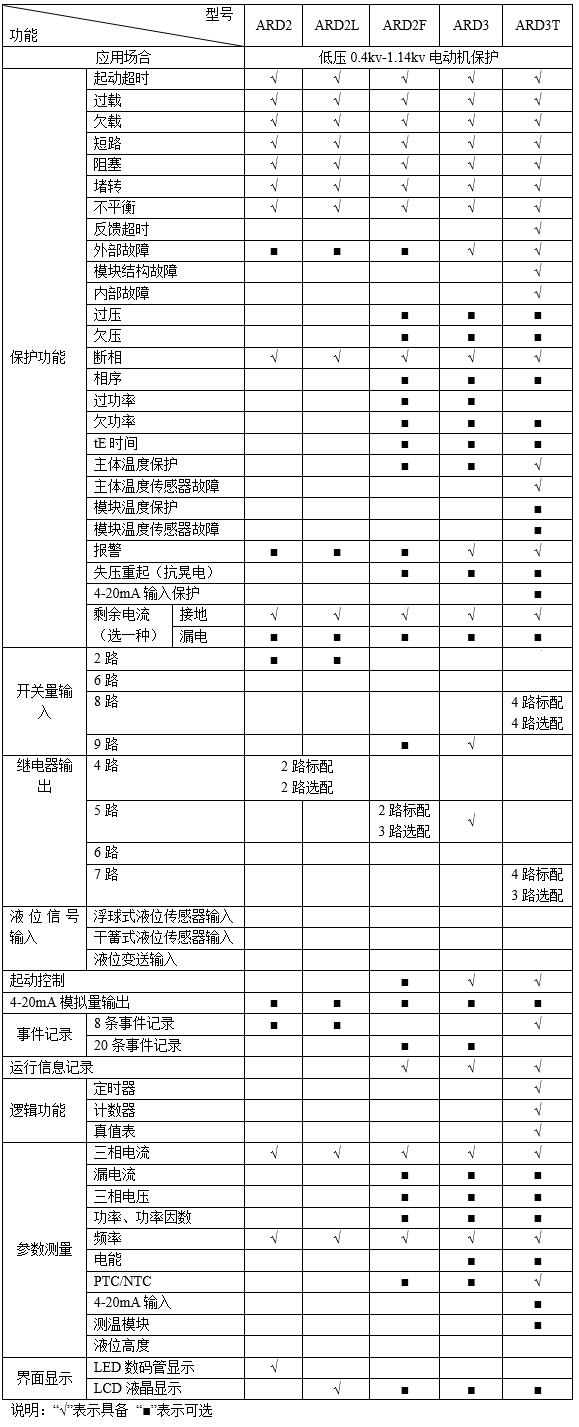 型号
功能
ARD2 ARD2L ARD2F ARD3 ARD3T
应用场合 低压 0.4kv-1.14kv 电动机保护
保护功能
起动超时 √ √ √ √ √
过载 √ √ √ √ √
欠载 √ √ √ √ √
短路 √ √ √ √ √
阻塞 √ √ √ √ √
堵转 √ √ √ √ √
不平衡 √ √ √ √ √
反馈超时 √
外部故障 ■ ■ ■ √ √
模块结构故障 √
内部故障 √
过压 ■ ■ ■
欠压 ■ ■ ■
断相 √ √ √ √ √
相序 ■ ■ ■
过功率 ■ ■
欠功率 ■ ■ ■
tE 时间 ■ ■ ■
主体温度保护 ■ ■ √
主体温度传感器故障 √
模块温度保护 ■
模块温度传感器故障 ■
报警 ■ ■ ■ √ √
失压重起（抗晃电） ■ ■ ■
4-20mA 输入保护 ■
剩余电流 接地 √ √ √ √ √
（选一种） 漏电 ■ ■ ■ ■ ■
开关量输
入
2 路 ■ ■
6 路
8 路 4 路标配
4 路选配
9 路 ■ √
继电器输
出
4 路 2 路标配
2 路选配
5 路 2 路标配 √
3 路选配
6 路
7 路 4 路标配
3 路选配
液位信号
输入
浮球式液位传感器输入
干簧式液位传感器输入
液位变送输入
起动控制 ■ √ √
4-20mA 模拟量输出 ■ ■ ■ ■ ■
事件记录
8 条事件记录 ■ ■ √
20 条事件记录 ■ ■
运行信息记录 √ √ √
逻辑功能
定时器 √
计数器 √
真值表 √
参数测量
三相电流 √ √ √ √ √
漏电流 ■ ■ ■
三相电压 ■ ■ ■
功率、功率因数 ■ ■ ■
频率 √ √ √ √ √
电能 ■ ■
PTC/NTC ■ ■ √
4-20mA 输入 ■
测温模块 ■
液位高度
界面显示
LED 数码管显示 √
LCD 液晶显示 √ ■ ■ ■
说明：“√”表示具备 “■”表示可选